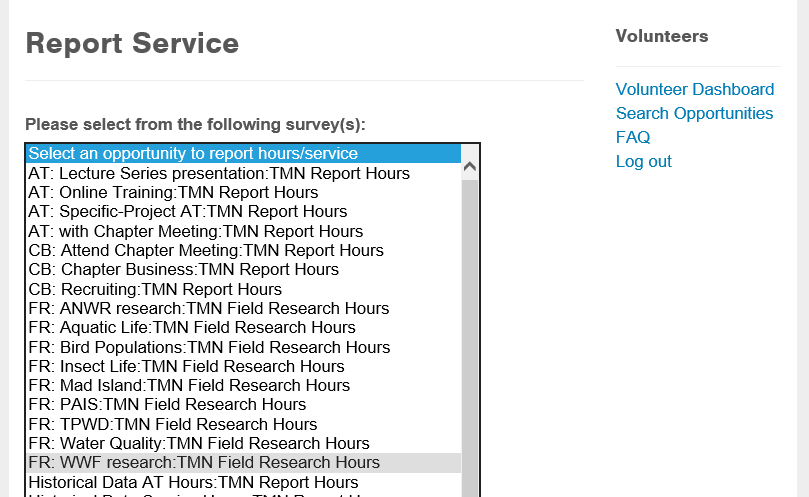 Report Service
Please select from the following survey(s):
Select an opportunity to report hours/service
AT: Lecture Series presentation:TMN Report Hours
AT: Online Training:TMN Report Hours
AT: Specific-Project AT:TMN Report Hours
AT: with Chapter Meeting:TMN Report Hours
CB: Attend Chapter Meeting:TMN Report Hours
CB: Chapter Business:TMN Report Hours
CB: Recruiting:TMN Report Hours
FR: ANWR research:TMN Field Research Hours
FR: Aquatic Life:TMN Field Research Hours
FR: Bird Populations:TMN Field Research Hours
FR: Insect Life:TMN Field Research Hours
FR: Mad Island:TMN Field Research Hours
FR: PAIS:TMN Field Research Hours
FR: TPWD:TMN Field Research Hours
FR: Water Quality:TMN Field Research Hours
FR: WWF research:TMN Field Research Hours
Historical Data AT Hours:TMN Report Hours
Volunteers
Volunteer Dashboard
Search Opportunities
FAQ
Log out